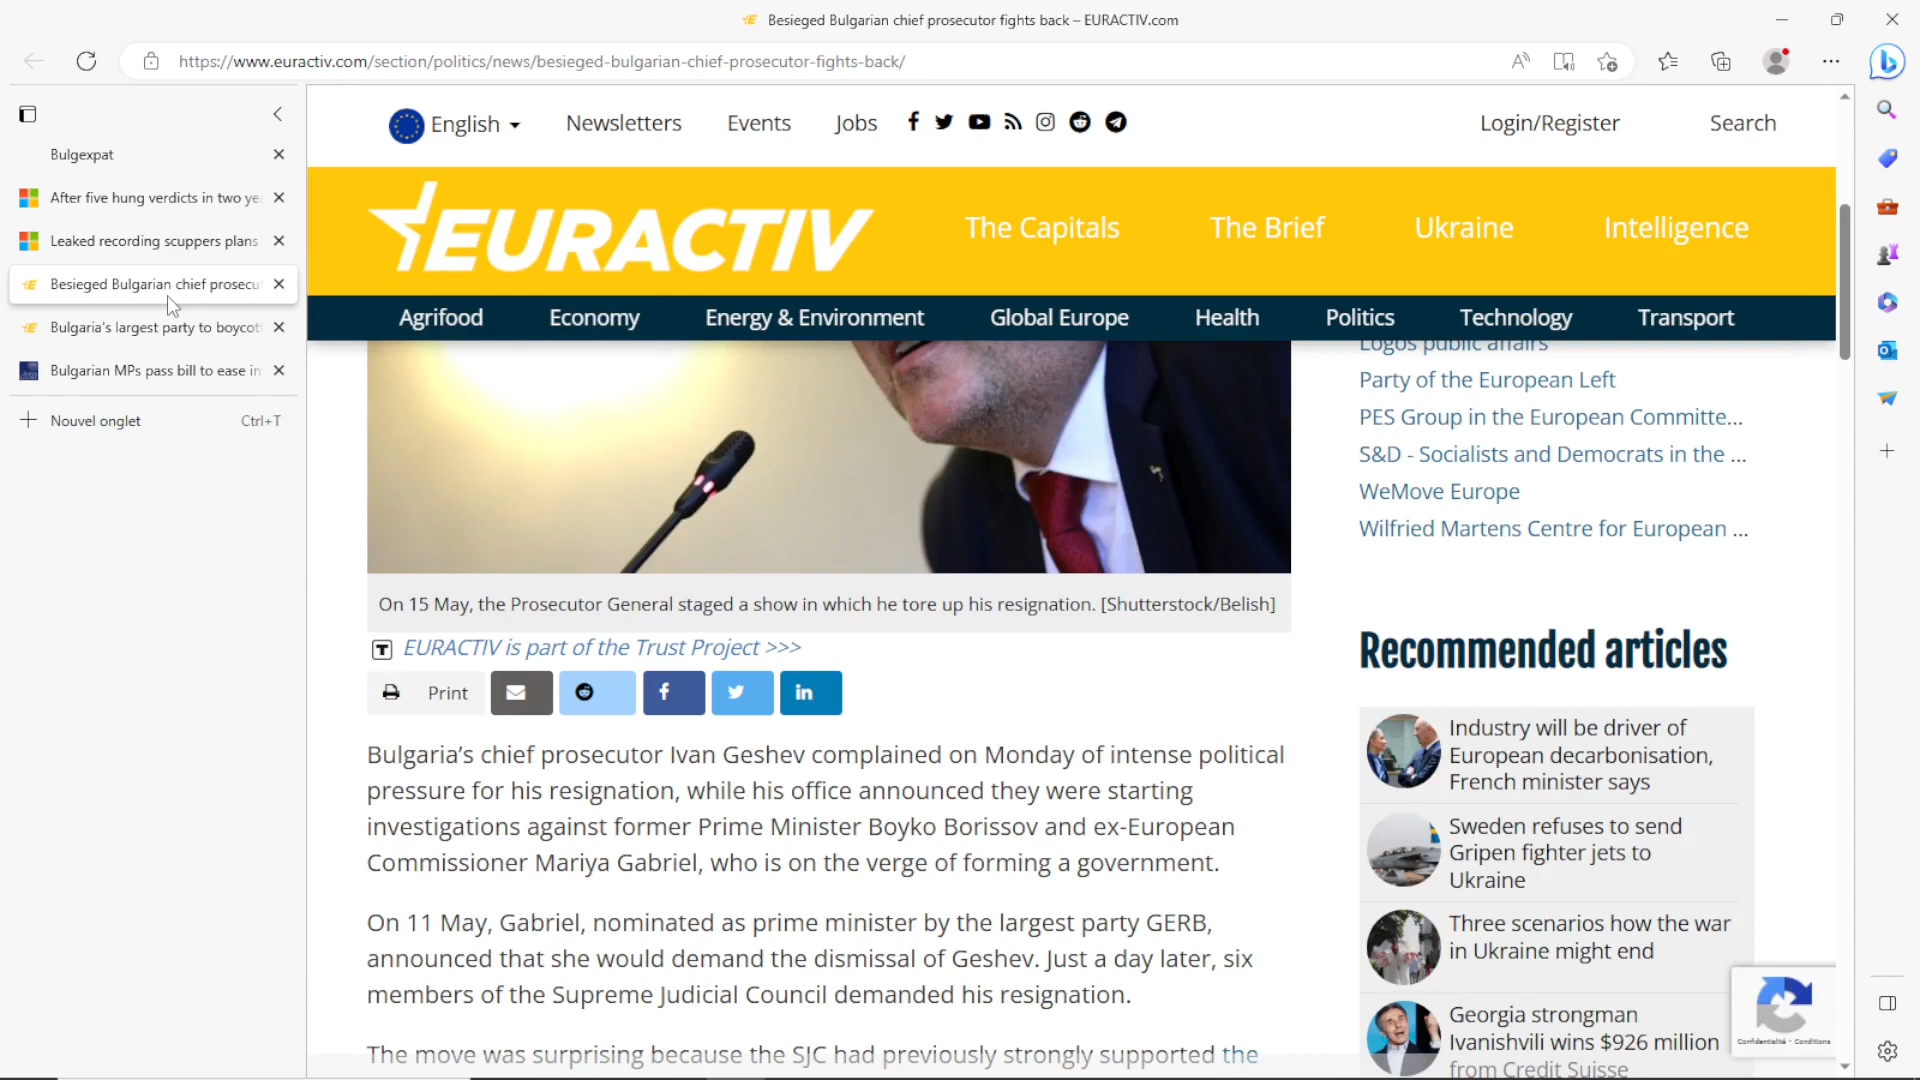 Besieged Bulgarian chief prosecutor fights back – EURACTIV.com
https://www.euractiv.com/section/politics/news/besieged-bulgarian-chief-prosecutor-fights-back/
Bulgexpat
After five hung verdicts in two ye
Leaked recording scuppers plans
Besieged Bulgarian chief prosecu
Bulgaria's largest party to boycot
Bulgarian MPs pass bill to ease in
Nouvel onglet Ctrl+T
English Newsletters Events Jobs Login/Register Search
EURACTIV The Capitals The Brief Ukraine Intelligence
Agrifood Economy Energy & Environment Global Europe Health Politics Technology Transport
On 15 May, the Prosecutor General staged a show in which he tore up his resignation. [Shutterstock/Belish]
T EURACTIV is part of the Trust Project >>>
Print
Bulgaria's chief prosecutor Ivan Geshev complained on Monday of intense political
pressure for his resignation, while his office announced they were starting
investigations against former Prime Minister Boyko Borissov and ex-European
Commissioner Mariya Gabriel, who is on the verge of forming a government.
On 11 May, Gabriel, nominated as prime minister by the largest party GERB,
announced that she would demand the dismissal of Geshev. Just a day later, six
members of the Supreme Judicial Council demanded his resignation.
The move was surprising because the SJC had previously strongly supported the
Logos public affairs
Party of the European Left
PES Group in the European Committe...
S&D - Socialists and Democrats in the ...
WeMove Europe
Wilfried Martens Centre for European ...
Recommended articles
Industry will be driver of
European decarbonisation,
French minister says
Sweden refuses to send
Gripen fighter jets to
Ukraine
Three scenarios how the war
in Ukraine might end
Georgia strongman
Ivanishvili wins $926 million
from Credit Suisse
Confidentialité - Conditions